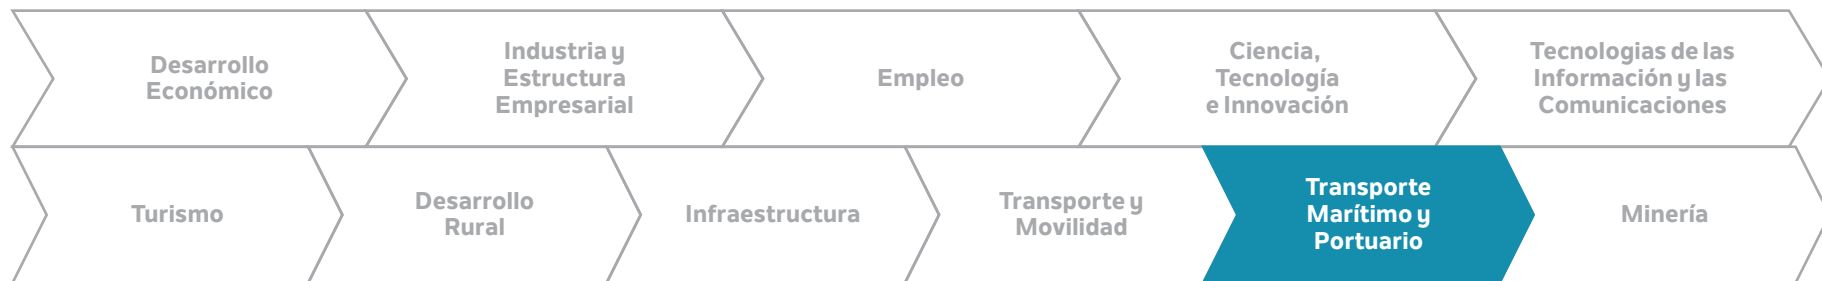 Desarrollo
Económico
Industria y
Estructura
Empresarial
Empleo
Ciencia,
Tecnología
e Innovación
Tecnologias de las
Información y las
Comunicaciones
Turismo
Desarrollo
Rural
Infraestructura
Transporte y
Movilidad
Transporte
Marítimo y
Portuario
Minería